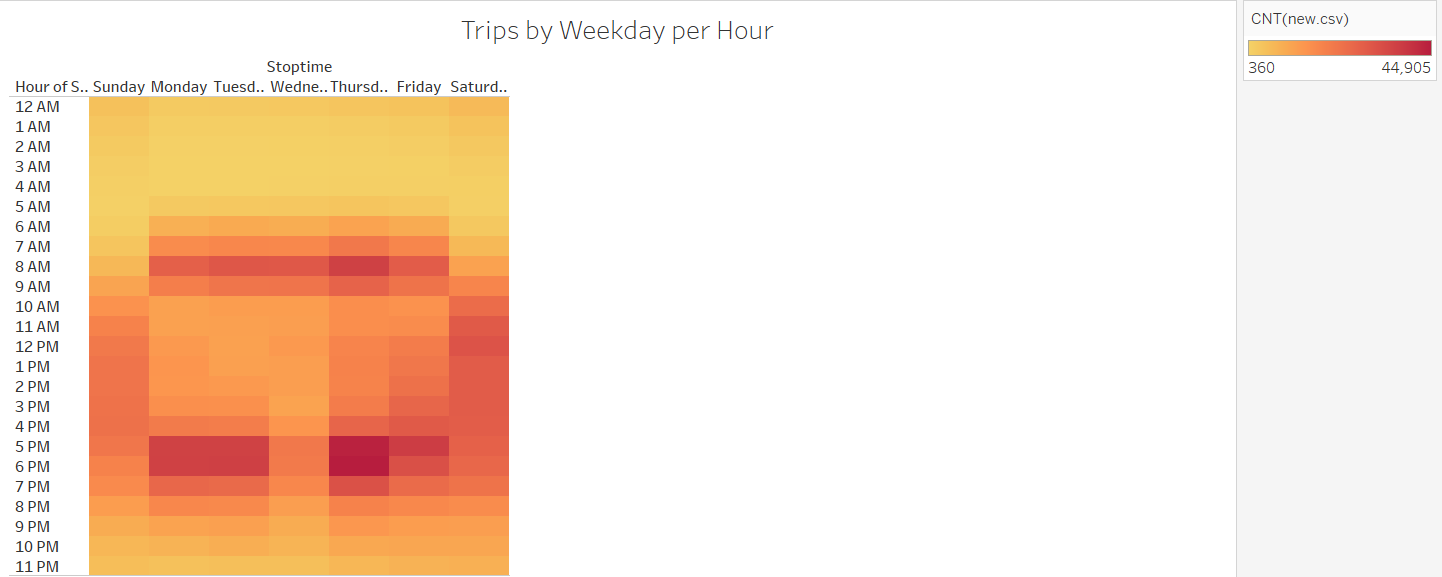 Trips by Weekday per Hour
CNT(new.csv)
360 44,905
Stoptime
Hour of S.. Sunday Monday Tuesd.. Wedne.. Thursd.. Friday Saturd..
12 AM
1 AM
2 AM
3 AM
4 AM
5 AM
6 AM
7 AM
8 AM
9 AM
10 AM
11 AM
12 PM
1 PM
2 PM
3 PM
4 PM
5 PM
6 PM
7 PM
8 PM
9 PM
10 PM
11 PM